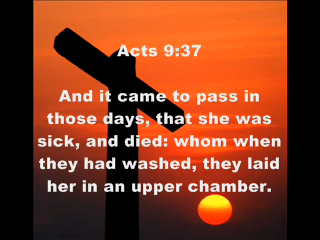 Acts 9:37
And it came to pass in
those days, that she was
sick, and died: whom when
they had washed, they laid
her in an upper chamber.